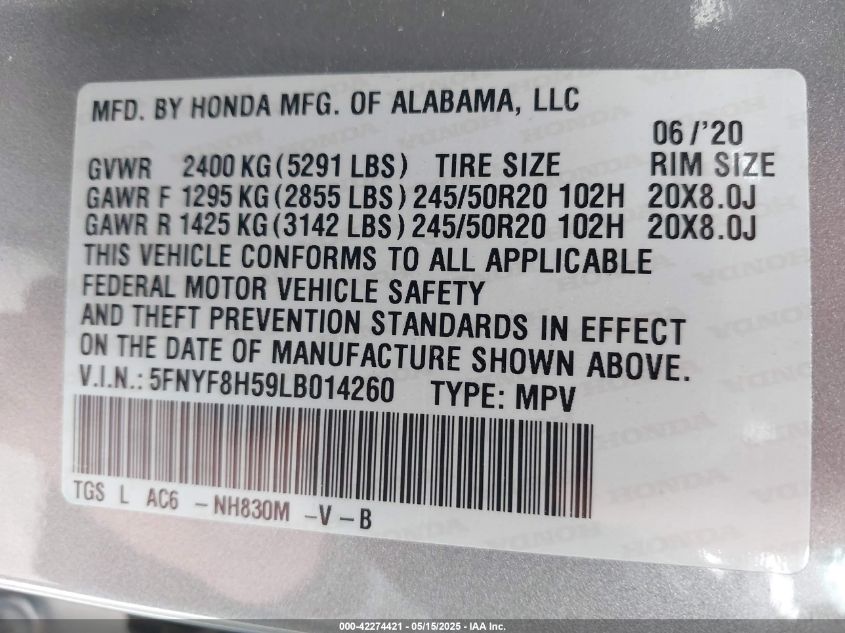 MFD. BY HONDA MFG. OF ALABAMA, LLC
06/'20
GVWR 2400 KG (5291 LBS) TIRE SIZE RIM SIZE
GAWR F 1295 KG (2855 LBS) 245/50R20 102H 20X8.0J
GAWR R 1425 KG (3142 LBS) 245/50R20 102H 20X8.0J
THIS VEHICLE CONFORMS TO ALL APPLICABLE
FEDERAL MOTOR VEHICLE SAFETY
AND THEFT PREVENTION STANDARDS IN EFFECT
ON THE DATE OF MANUFACTURE SHOWN ABOVE.
V.I.N.: 5FNYF8H59LB014260 TYPE: MPV
TGS L AC6 -NH830M -V-B
000-42274421 - 05/15/2025 - IAA Inc.